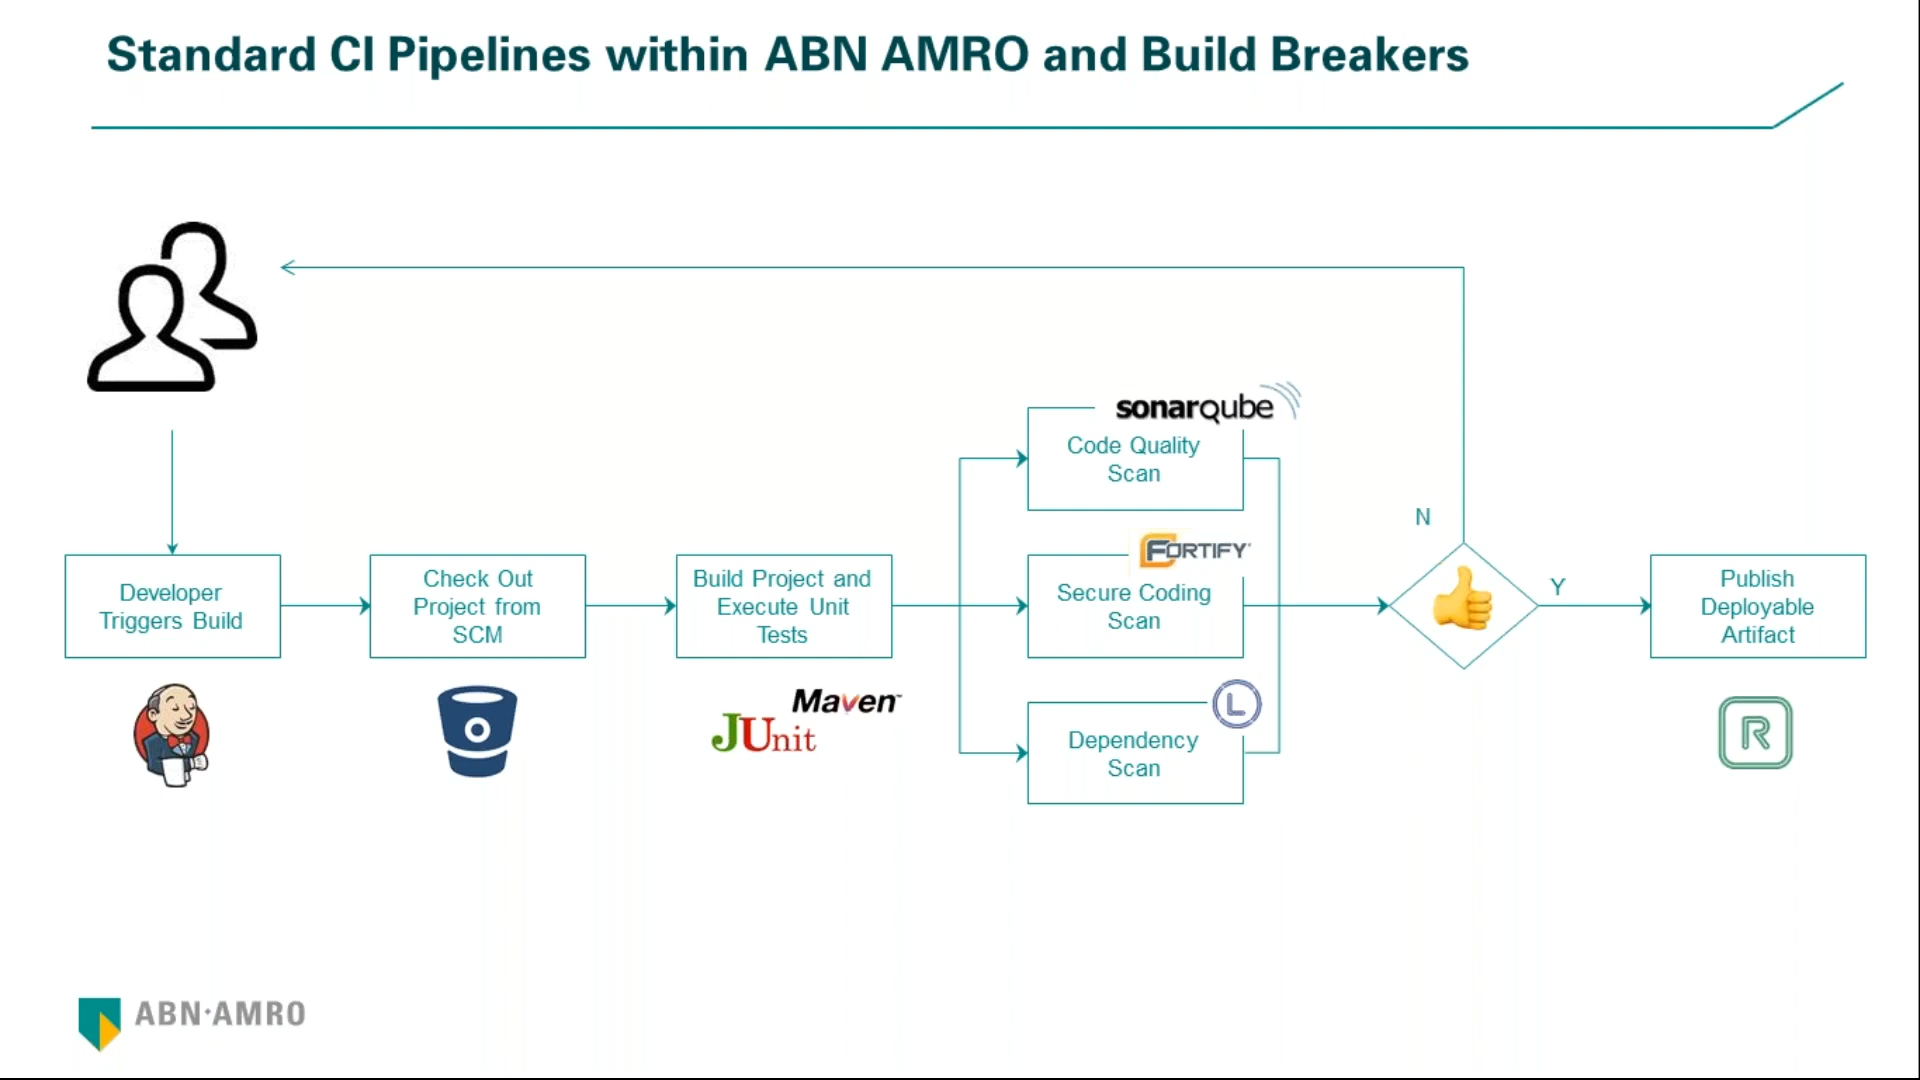 Standard CI Pipelines within ABN AMRO and Build Breakers
sonarqube
Code Quality
Scan
N
FORTIFY
Developer
Triggers Build
Check Out
Project from
SCM
Build Project and
Execute Unit
Tests
Secure Coding
Scan
Y
Publish
Deployable
Artifact
Maven™
JUnit
L
Dependency
Scan
R
ABN·AMRO